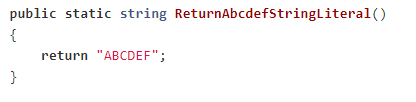 public static string ReturnAbcdefStringLiteral()
{
    return "ABCDEF";
}